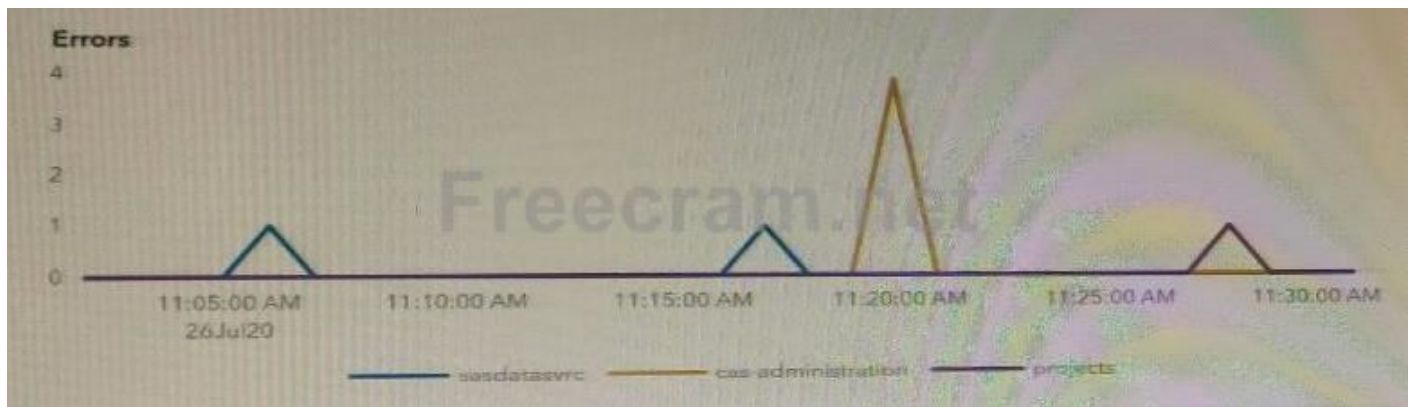 Errors
4
3
2
1
0
Freecram.net
11:05:00 AM 11:10:00 AM 11:15:00 AM 11:20:00 AM 11:25:00 AM 11:30:00 AM
26Jul20
sasdatasvrc cas-administration projects